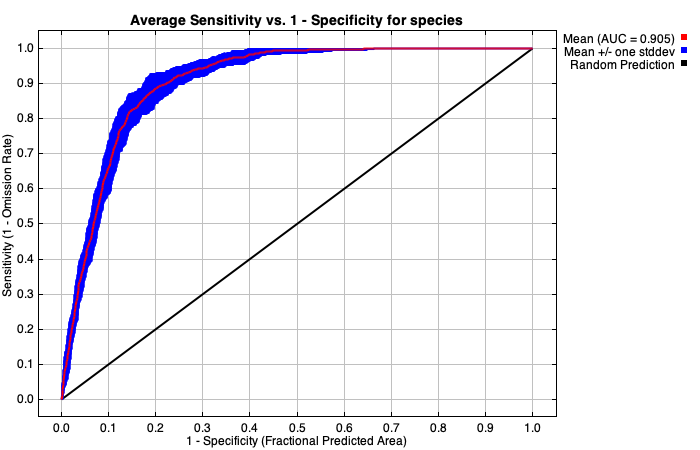 Average Sensitivity vs. 1 - Specificity for species
Mean (AUC = 0.905)
Mean +/- one stddev
Random Prediction
Sensitivity (1 - Omission Rate)
1.0
0.9
0.8
0.7
0.6
0.5
0.4
0.3
0.2
0.1
0.0
0.0 0.1 0.2 0.3 0.4 0.5 0.6 0.7 0.8 0.9 1.0
1 - Specificity (Fractional Predicted Area)